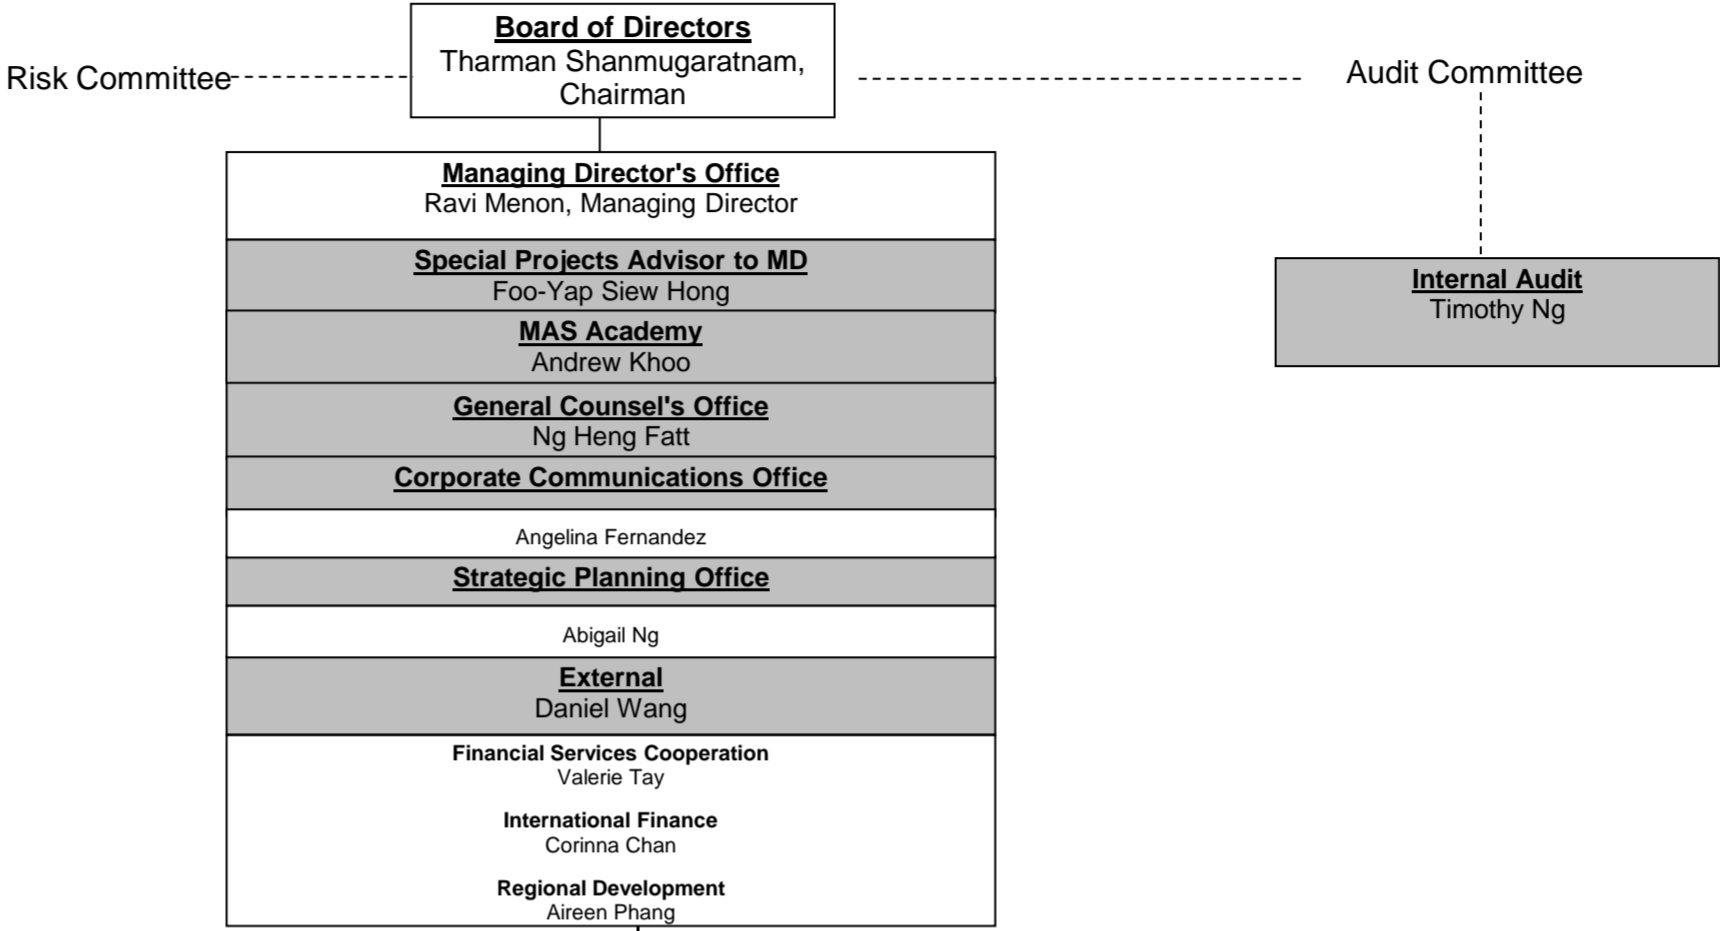 Board of Directors
Tharman Shanmugaratnam,
Chairman
Risk Committee
Audit Committee
Managing Director's Office
Ravi Menon, Managing Director
Special Projects Advisor to MD
Foo-Yap Siew Hong
Internal Audit
Timothy Ng
MAS Academy
Andrew Khoo
General Counsel's Office
Ng Heng Fatt
Corporate Communications Office
Angelina Fernandez
Strategic Planning Office
Abigail Ng
External
Daniel Wang
Financial Services Cooperation
Valerie Tay
International Finance
Corinna Chan
Regional Development
Aireen Phang